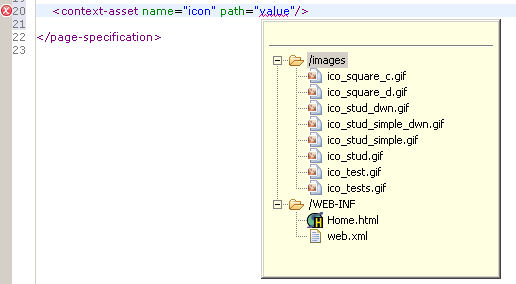 20 <context-asset name="icon" path="value"/>
21
22 </page-specification>
23
/images
ico_square_c.gif
ico_square_d.gif
ico_stud_dwn.gif
ico_stud_simple_dwn.gif
ico_stud_simple.gif
ico_stud.gif
ico_test.gif
ico_tests.gif
/WEB-INF
Home.html
web.xml